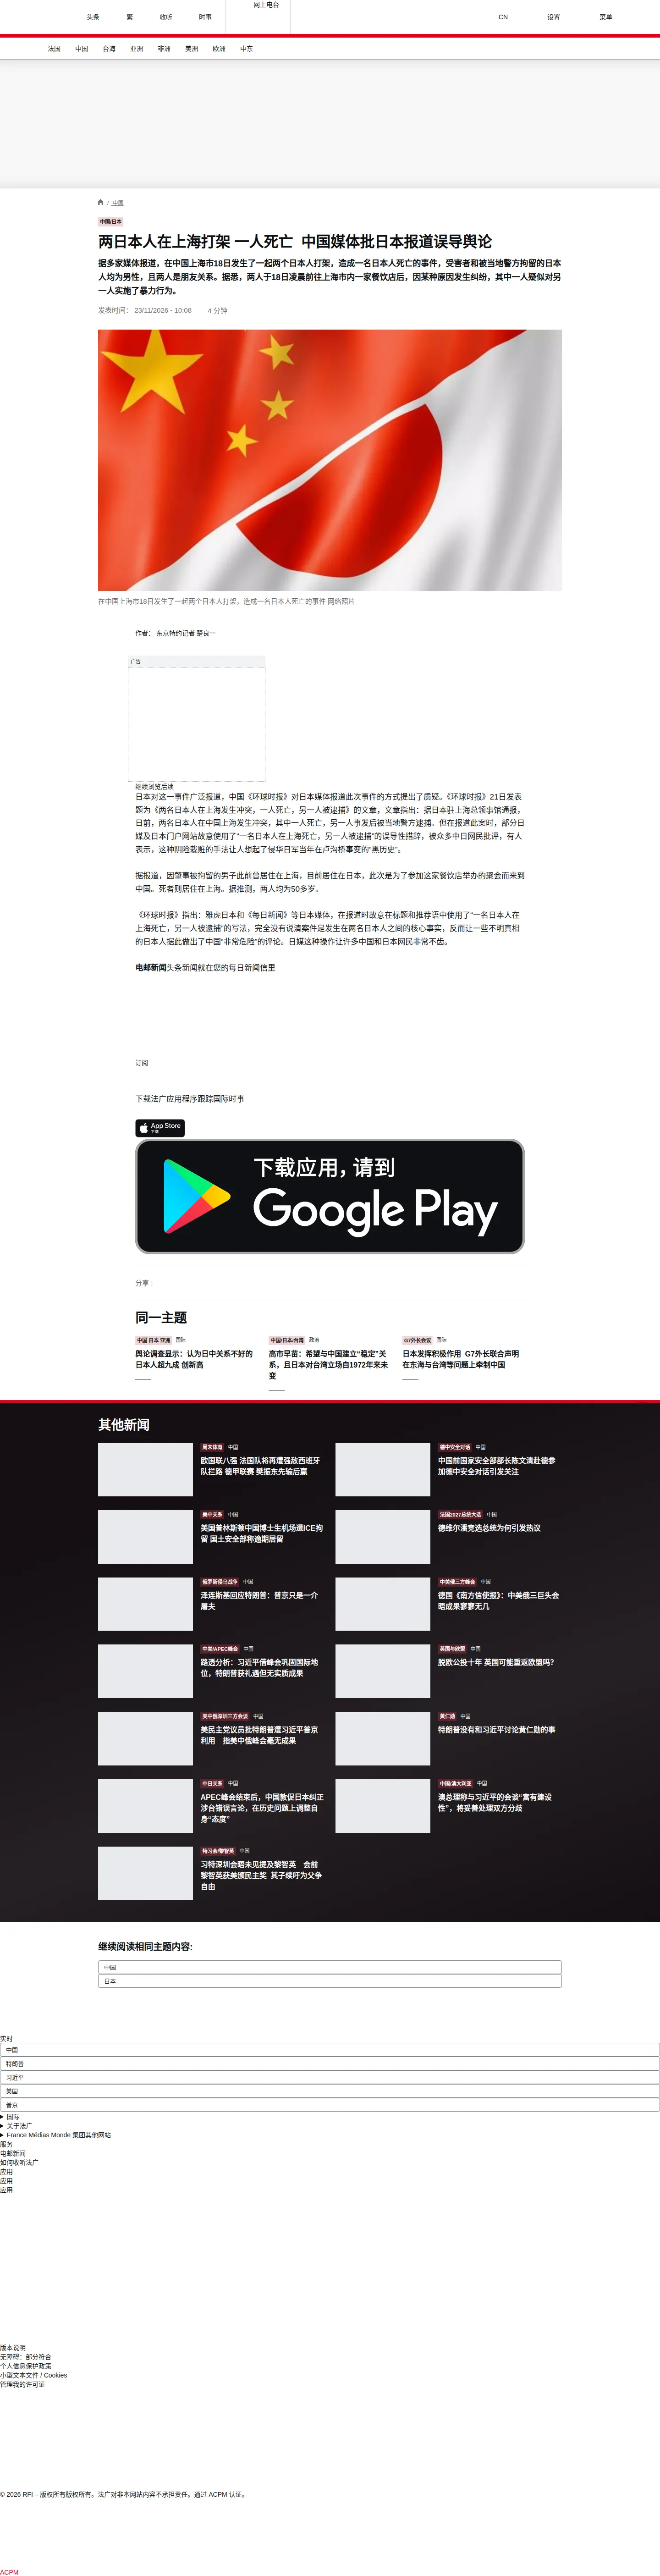 头条
繁
收听
时事
网上电台
CN
设置
菜单
法国
中国
台海
亚洲
非洲
美洲
欧洲
中东
/ 中国
中国/日本
两日本人在上海打架 一人死亡 中国媒体批日本报道误导舆论
据多家媒体报道，在中国上海市18日发生了一起两个日本人打架，造成一名日本人死亡的事件，受害者和被当地警方拘留的日本
人均为男性，且两人是朋友关系。据悉，两人于18日凌晨前往上海市内一家餐饮店后，因某种原因发生纠纷，其中一人疑似对另
一人实施了暴力行为。
发表时间： 23/11/2026 - 10:08
4 分钟
在中国上海市18日发生了一起两个日本人打架，造成一名日本人死亡的事件 网络照片
作者： 东京特约记者 楚良一
广告
继续浏览后续
日本对这一事件广泛报道，中国《环球时报》对日本媒体报道此次事件的方式提出了质疑。《环球时报》21日发表
题为《两名日本人在上海发生冲突，一人死亡，另一人被逮捕》的文章，文章指出：据日本驻上海总领事馆通报，
日前，两名日本人在中国上海发生冲突，其中一人死亡，另一人事发后被当地警方逮捕。但在报道此案时，部分日
媒及日本门户网站故意使用了“一名日本人在上海死亡，另一人被逮捕”的误导性措辞，被众多中日网民批评，有人
表示，这种阴险栽赃的手法让人想起了侵华日军当年在卢沟桥事变的“黑历史”。
据报道，因肇事被拘留的男子此前曾居住在上海，目前居住在日本，此次是为了参加这家餐饮店举办的聚会而来到
中国。死者则居住在上海。据推测，两人均为50多岁。
《环球时报》指出：雅虎日本和《每日新闻》等日本媒体，在报道时故意在标题和推荐语中使用了“一名日本人在
上海死亡，另一人被逮捕”的写法，完全没有说清案件是发生在两名日本人之间的核心事实，反而让一些不明真相
的日本人据此做出了中国“非常危险”的评论。日媒这种操作让许多中国和日本网民非常不齿。
电邮新闻头条新闻就在您的每日新闻信里
订阅
下载法广应用程序跟踪国际时事
App Store
下载
下载应用，请到
Google Play
分享 :
同一主题
中国 日本 亚洲 国际
舆论调查显示：认为日中关系不好的
日本人超九成 创新高
中国/日本/台湾 政治
高市早苗：希望与中国建立“稳定”关
系，且日本对台湾立场自1972年来未
变
G7外长会议 国际
日本发挥积极作用 G7外长联合声明
在东海与台湾等问题上牵制中国
其他新闻
周末体育 中国
欧国联八强 法国队将再遭强敌西班牙
队拦路 德甲联赛 樊振东先输后赢
德中安全对话 中国
中国前国家安全部部长陈文清赴德参
加德中安全对话引发关注
美中关系 中国
美国普林斯顿中国博士生机场遭ICE拘
留 国土安全部称逾期居留
法国2027总统大选 中国
德维尔潘竞选总统为何引发热议
俄罗斯侵乌战争 中国
泽连斯基回应特朗普：普京只是一介
屠夫
中美俄三方峰会 中国
德国《南方信使报》：中美俄三巨头会
晤成果寥寥无几
中美/APEC峰会 中国
路透分析：习近平借峰会巩固国际地
位，特朗普获礼遇但无实质成果
英国与欧盟 中国
脱欧公投十年 英国可能重返欧盟吗？
美中俄深圳三方会谈 中国
美民主党议员批特朗普遭习近平普京
利用　指美中俄峰会毫无成果
黄仁勋 中国
特朗普没有和习近平讨论黄仁勋的事
中日关系 中国
APEC峰会结束后，中国敦促日本纠正
涉台错误言论，在历史问题上调整自
身“态度”
中国/澳大利亚 中国
澳总理称与习近平的会谈“富有建设
性”，将妥善处理双方分歧
特习会/黎智英 中国
习特深圳会晤未见提及黎智英　会前
黎智英获美颁民主奖 其子续吁为父争
自由
继续阅读相同主题内容:
中国
日本
实时
中国
特朗普
习近平
美国
普京
国际
关于法广
France Médias Monde 集团其他网站
服务
电邮新闻
如何收听法广
应用
应用
应用
版本说明
无障碍：部分符合
个人信息保护政策
小型文本文件 / Cookies
管理我的许可证
© 2026 RFI – 版权所有版权所有。法广对非本网站内容不承担责任。通过 ACPM 认证。
ACPM